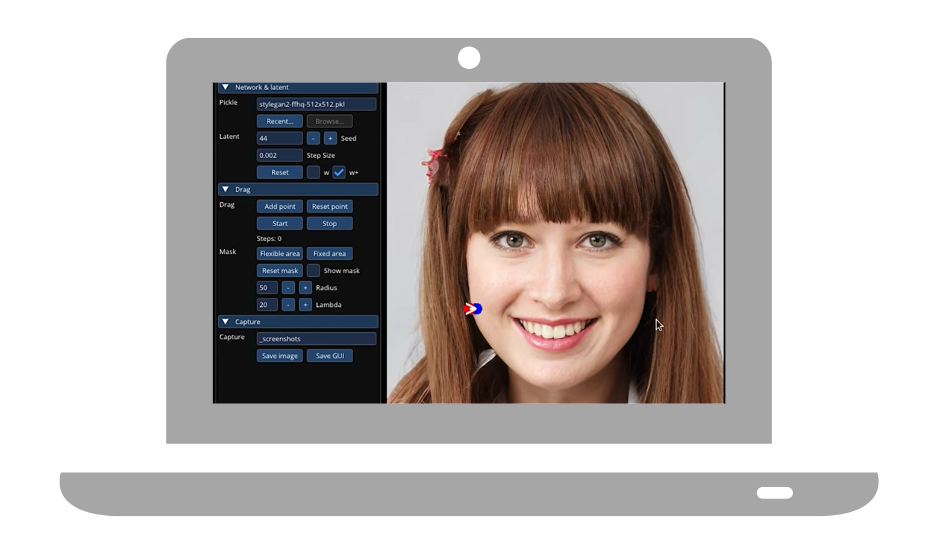 Network & latent
Pickle stylegan2-ffhq-512x512.pkl
Recent... Browse...
Latent 44 - + Seed
0.002 Step Size
Reset w w+
Drag
Drag Add point Reset point
Start Stop
Steps: 0
Mask Flexible area Fixed area
Reset mask Show mask
50 - + Radius
20 - + Lambda
Capture
Capture _screenshots
Save image Save GUI